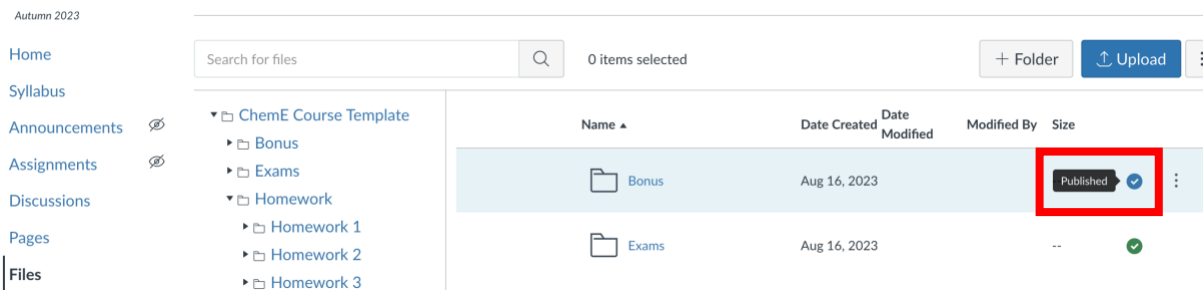 Autumn 2023
Home
Syllabus
Announcements
Assignments
Discussions
Pages
Files
Search for files
0 items selected
+ Folder
Upload
ChemE Course Template
Bonus
Exams
Homework
Homework 1
Homework 2
Homework 3
Name Date Created Date Modified Modified By Size
Bonus Aug 16, 2023 Published
Exams Aug 16, 2023 --